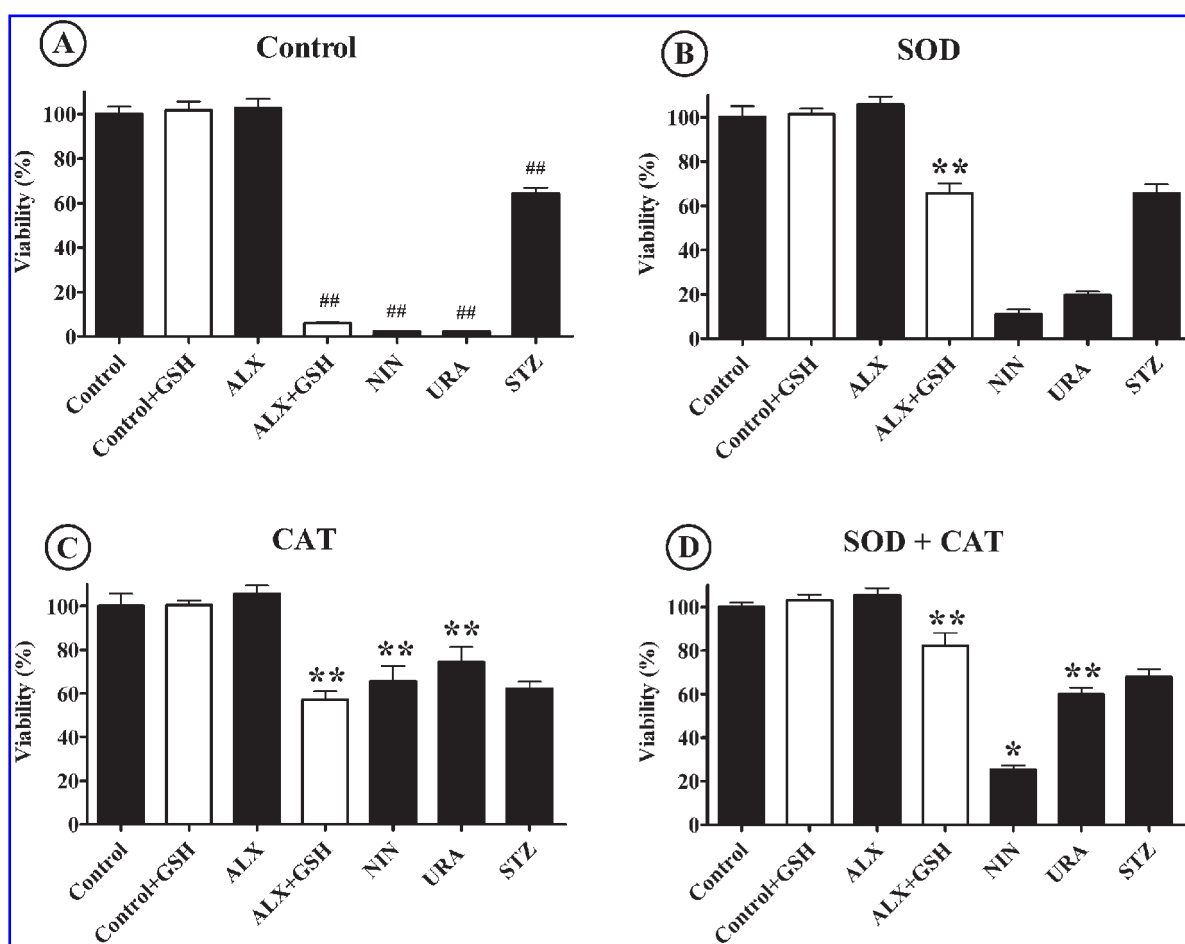 A
Control
Viability (%)
100
80
60
40
20
0
##
##
##
##
Control
Control+GSH
ALX
ALX+GSH
NIN
URA
STZ
B
SOD
Viability (%)
100
80
60
40
20
0
**
Control
Control+GSH
ALX
ALX+GSH
NIN
URA
STZ
C
CAT
Viability (%)
100
80
60
40
20
0
**
**
**
Control
Control+GSH
ALX
ALX+GSH
NIN
URA
STZ
D
SOD + CAT
Viability (%)
100
80
60
40
20
0
**
*
**
Control
Control+GSH
ALX
ALX+GSH
NIN
URA
STZ